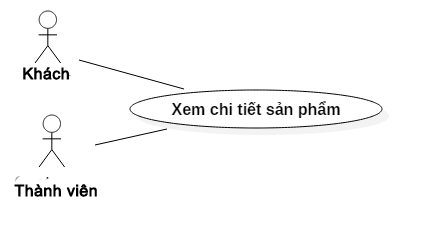 Khách
Xem chi tiết sản phẩm
Thành viên